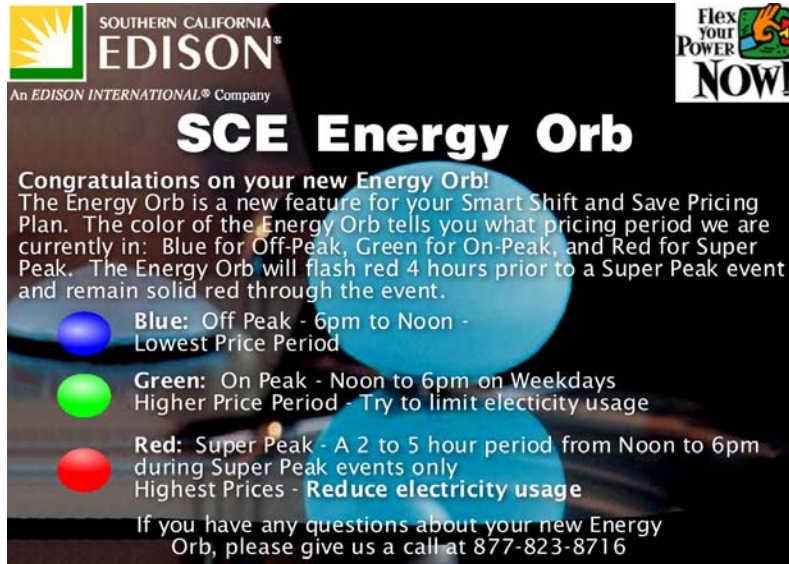 SOUTHERN CALIFORNIA
EDISON®
An EDISON INTERNATIONAL® Company
Flex
your
POWER
NOW!
SCE Energy Orb
Congratulations on your new Energy Orb!
The Energy Orb is a new feature for your Smart Shift and Save Pricing
Plan. The color of the Energy Orb tells you what pricing period we are
currently in: Blue for Off-Peak, Green for On-Peak, and Red for Super
Peak. The Energy Orb will flash red 4 hours prior to a Super Peak event
and remain solid red through the event.
Blue: Off Peak - 6pm to Noon -
Lowest Price Period
Green: On Peak - Noon to 6pm on Weekdays
Higher Price Period - Try to limit electicity usage
Red: Super Peak - A 2 to 5 hour period from Noon to 6pm
during Super Peak events only
Highest Prices - Reduce electricity usage
If you have any questions about your new Energy
Orb, please give us a call at 877-823-8716